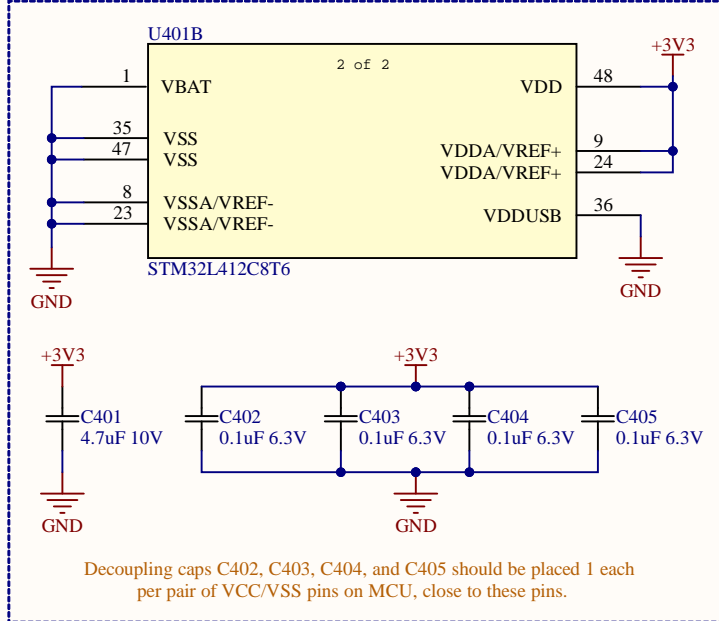 U401B
2 of 2
+3V3
1 VBAT VDD 48
35 VSS VDDA/VREF+ 9
47 VSS VDDA/VREF+ 24
8 VSSA/VREF- VDDUSB 36
23 VSSA/VREF-
STM32L412C8T6
GND
GND
+3V3
+3V3
C401
4.7uF 10V
C402
0.1uF 6.3V
C403
0.1uF 6.3V
C404
0.1uF 6.3V
C405
0.1uF 6.3V
GND
GND
Decoupling caps C402, C403, C404, and C405 should be placed 1 each
per pair of VCC/VSS pins on MCU, close to these pins.